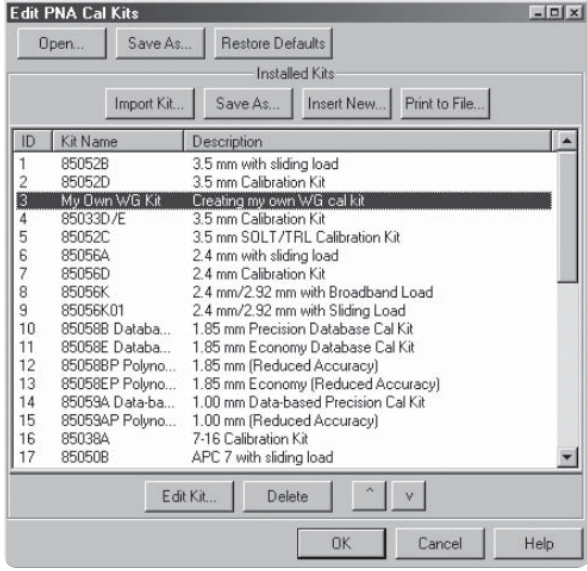 Edit PNA Cal Kits
Open... Save As... Restore Defaults
Installed Kits
Import Kit... Save As... Insert New... Print to File...
ID Kit Name Description
1 85052B 3.5 mm with sliding load
2 85052D 3.5 mm Calibration Kit
3 My Own WG Kit Creating my own WG cal kit
4 85033D/E 3.5 mm Calibration Kit
5 85052C 3.5 mm SOLT/TRL Calibration Kit
6 85056A 2.4 mm with sliding load
7 85056D 2.4 mm Calibration Kit
8 85056K 2.4 mm/2.92 mm with Broadband Load
9 85056K01 2.4 mm/2.92 mm with Sliding Load
10 85058B Databa... 1.85 mm Precision Database Cal Kit
11 85058E Databa... 1.85 mm Economy Database Cal Kit
12 85058BP Polyno... 1.85 mm (Reduced Accuracy)
13 85058EP Polyno... 1.85 mm Economy (Reduced Accuracy)
14 85059A Data-ba... 1.00 mm Data-based Precision Cal Kit
15 85059AP Polyno... 1.00 mm (Reduced Accuracy)
16 85038A 7-16 Calibration Kit
17 85050B APC 7 with sliding load
Edit Kit... Delete ^ v
OK Cancel Help